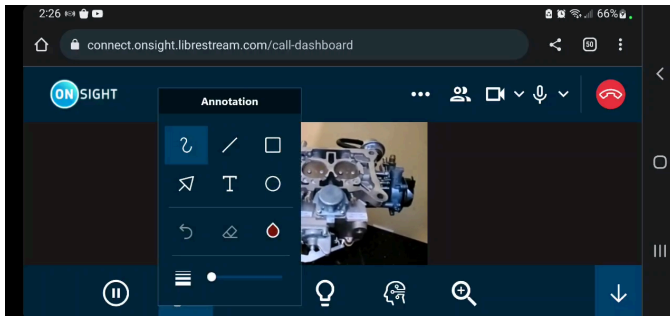 2:26
66%
connect.onsight.librestream.com/call-dashboard
50
ON SIGHT
Annotation
T